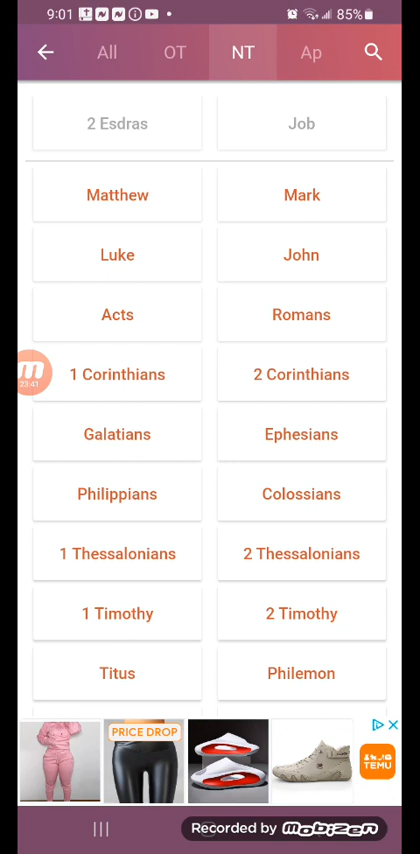 9:01 85%
All OT NT Ap
2 Esdras Job
Matthew Mark
Luke John
Acts Romans
1 Corinthians 2 Corinthians
23:41
Galatians Ephesians
Philippians Colossians
1 Thessalonians 2 Thessalonians
1 Timothy 2 Timothy
Titus Philemon
PRICE DROP
TEMU
Recorded by mobizen